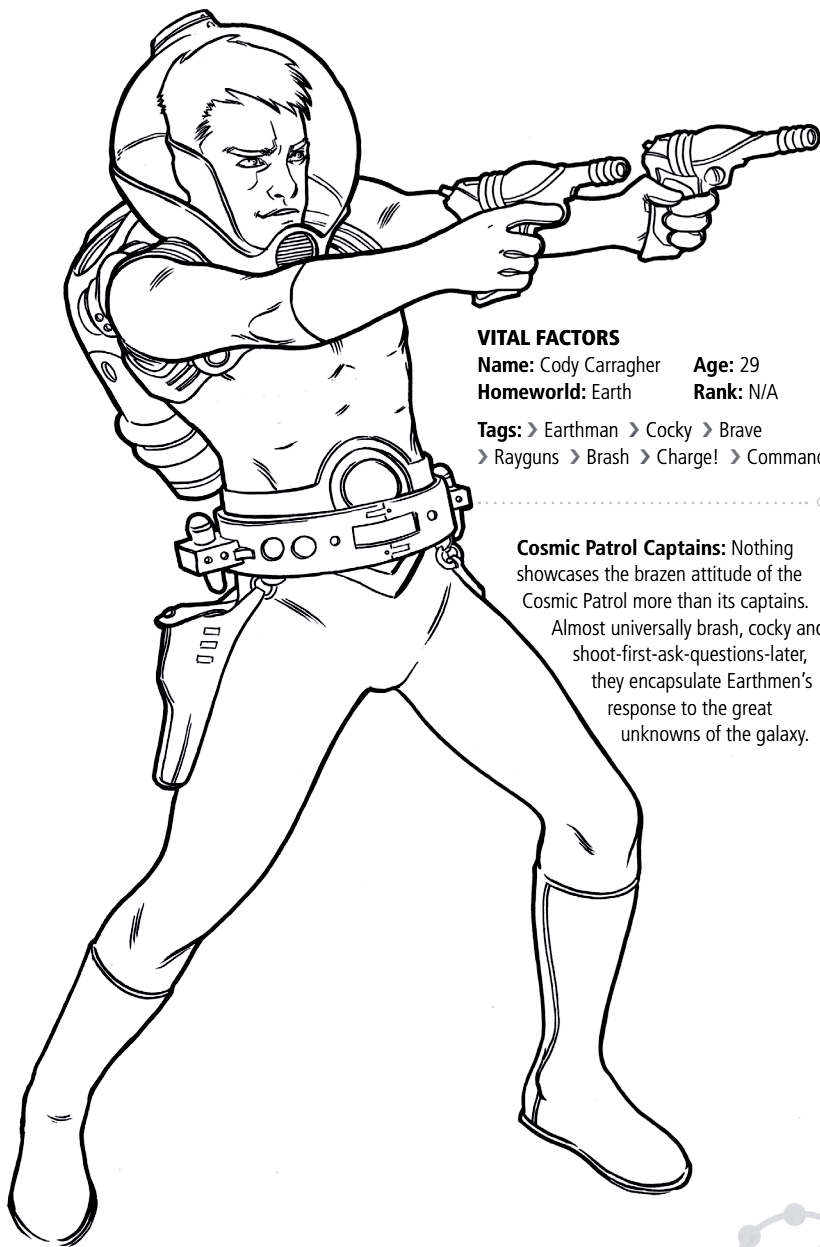 VITAL FACTORS
Name: Cody Carragher Age: 29
Homeworld: Earth Rank: N/A
Tags: ❯ Earthman ❯ Cocky ❯ Brave
❯ Rayguns ❯ Brash ❯ Charge! ❯ Command
Cosmic Patrol Captains: Nothing
showcases the brazen attitude of the
Cosmic Patrol more than its captains.
Almost universally brash, cocky and
shoot-first-ask-questions-later,
they encapsulate Earthmen’s
response to the great
unknowns of the galaxy.